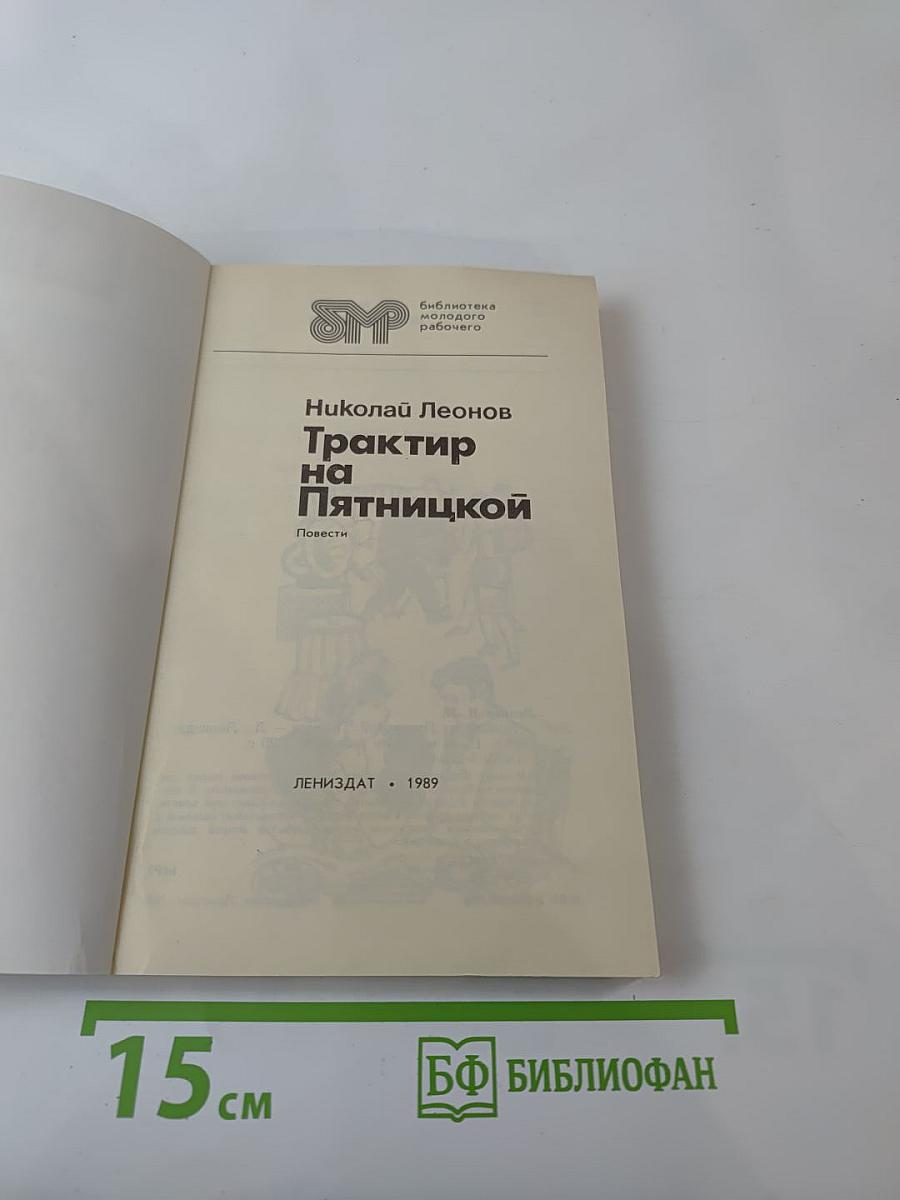 БМР
библиотека
молодого
рабочего
Николай Леонов
Трактир
на
Пятницкой
Повести
ЛЕНИЗДАТ • 1989
15 см
БФ БИБЛИОФАН